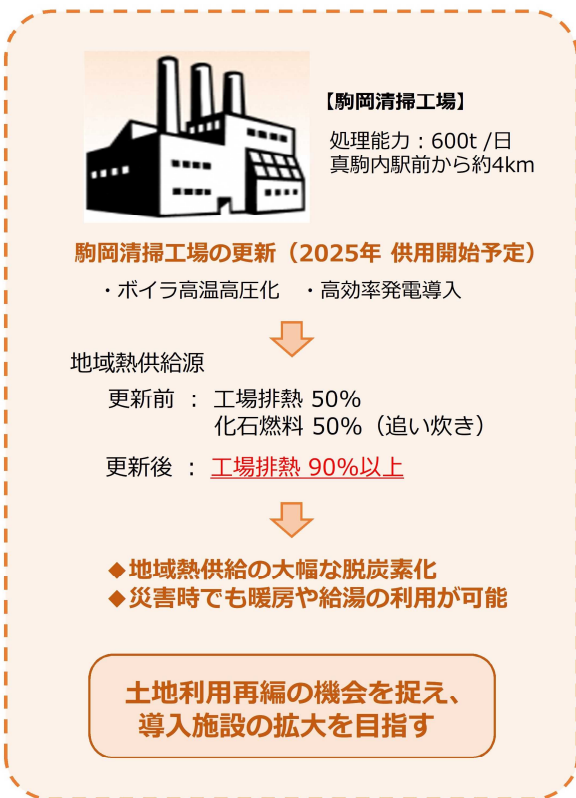 【駒岡清掃工場】
処理能力：600t /日
真駒内駅前から約4km
駒岡清掃工場の更新（2025年 供用開始予定）
・ボイラ高温高圧化　・高効率発電導入
地域熱供給源
更新前 ： 工場排熱 50%
化石燃料 50%（追い炊き）
更新後 ： 工場排熱 90%以上
◆地域熱供給の大幅な脱炭素化
◆災害時でも暖房や給湯の利用が可能
土地利用再編の機会を捉え、
導入施設の拡大を目指す